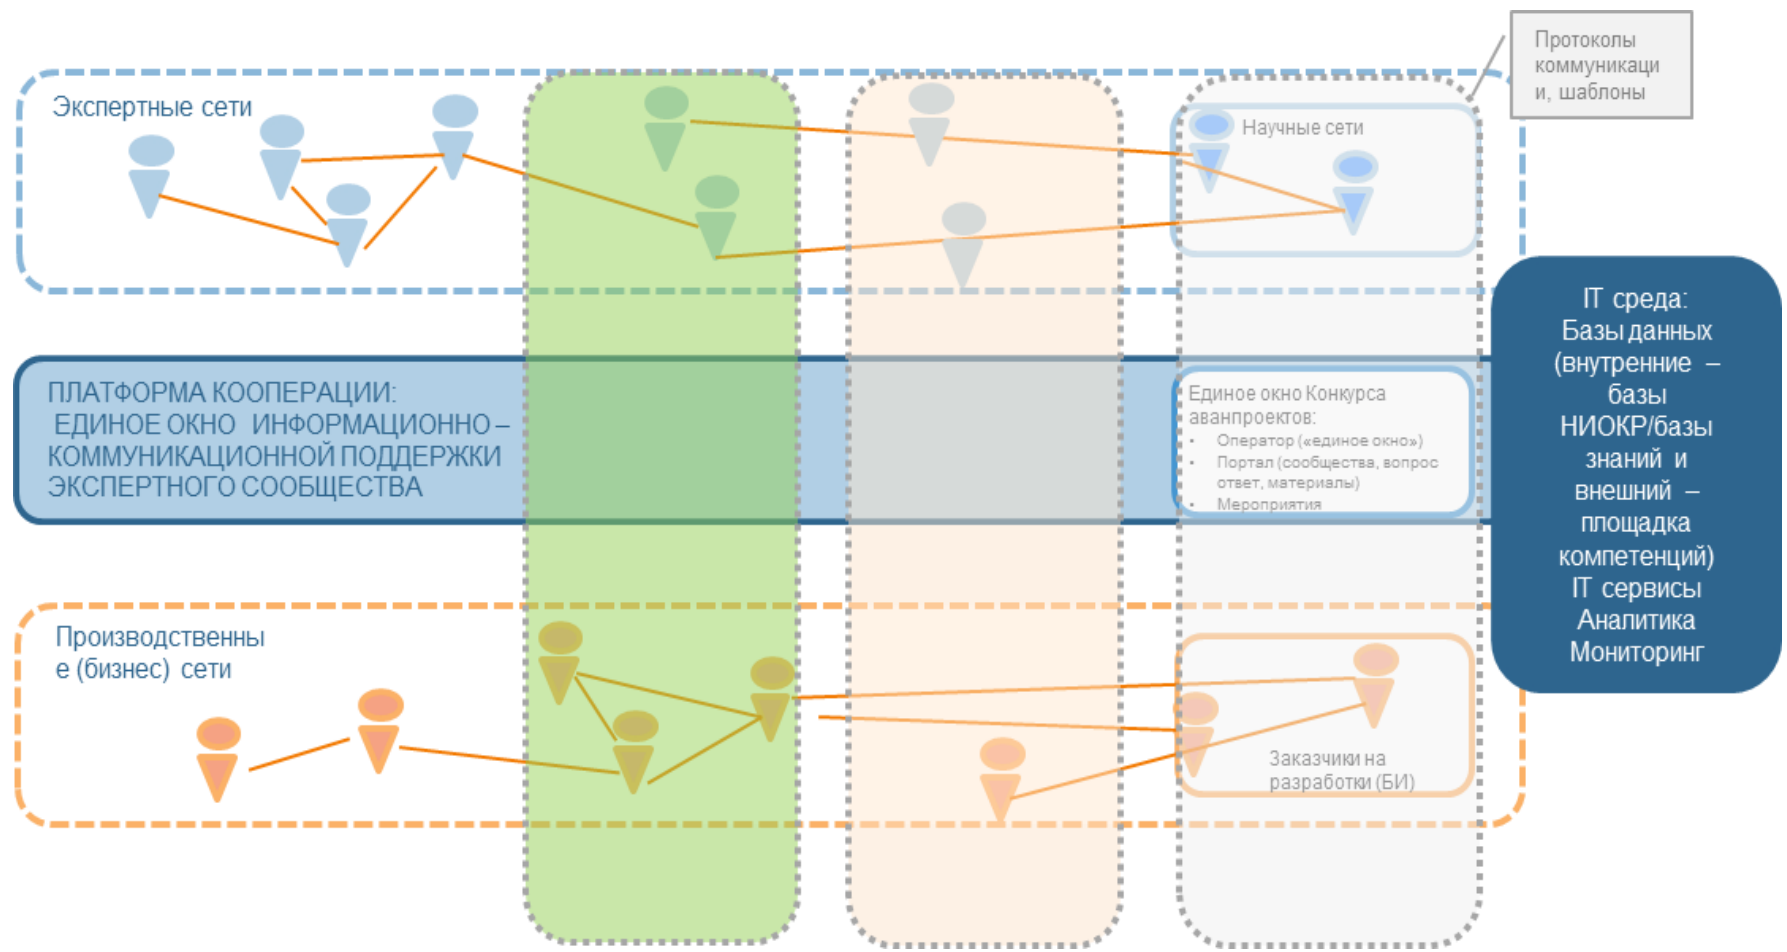 Протоколы
коммуникаци
и, шаблоны
Экспертные сети
Научные сети
ПЛАТФОРМА КООПЕРАЦИИ:
ЕДИНОЕ ОКНО ИНФОРМАЦИОННО –
КОММУНИКАЦИОННОЙ ПОДДЕРЖКИ
ЭКСПЕРТНОГО СООБЩЕСТВА
Единое окно Конкурса
аванпроектов:
• Оператор («единое окно»)
• Портал (сообщества, вопрос
ответ, материалы)
• Мероприятия
IT среда:
Базы данных
(внутренние –
базы
НИОКР/базы
знаний и
внешний –
площадка
компетенций)
IT сервисы
Аналитика
Мониторинг
Производственны
е (бизнес) сети
Заказчики на
разработки (БИ)